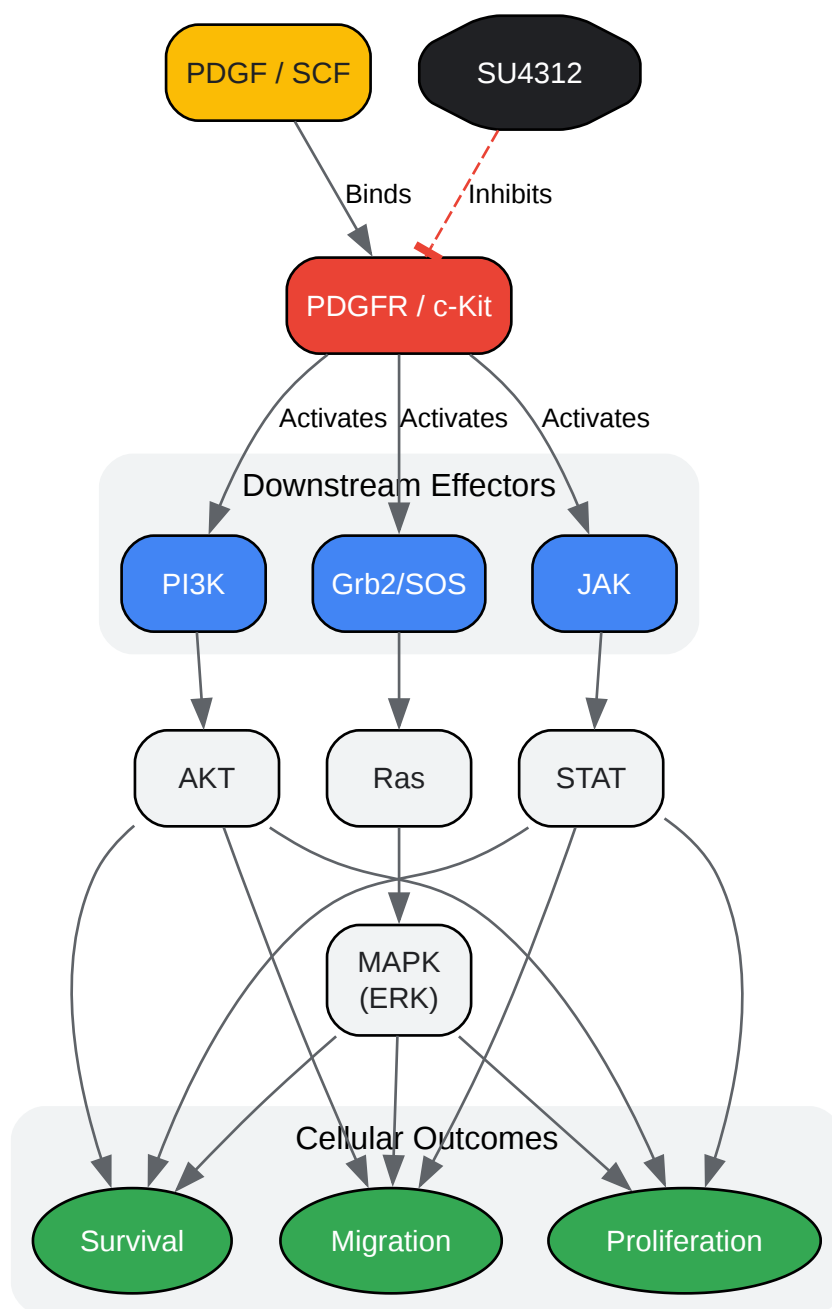 PDGF / SCF
SU4312
Binds
Inhibits
PDGFR / c-Kit
Activates
Activates
Activates
Downstream Effectors
PI3K
Grb2/SOS
JAK
AKT
Ras
STAT
MAPK
(ERK)
Cellular Outcomes
Survival
Migration
Proliferation